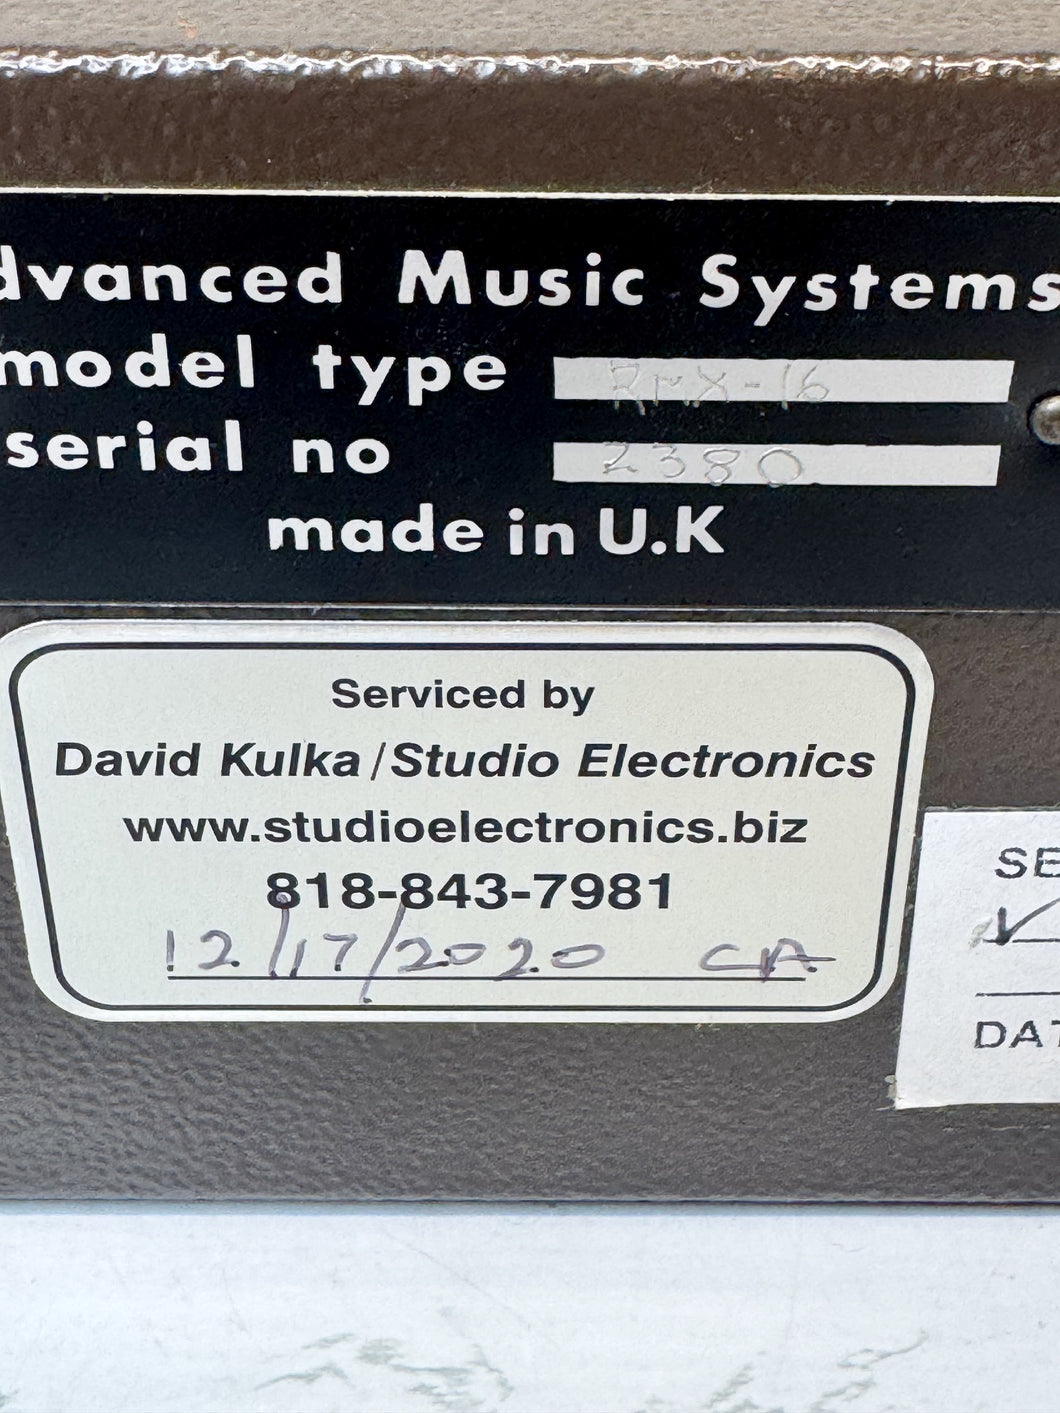 dvanced Music Systems
model type RMX-16
serial no 2380
made in U.K
Serviced by
David Kulka/Studio Electronics
www.studioelectronics.biz
818-843-7981
12/17/2020 CA
SE
DAT